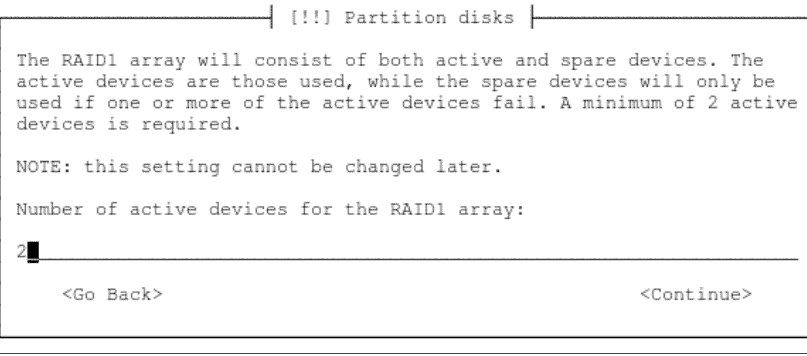 [!!] Partition disks
The RAID1 array will consist of both active and spare devices. The
active devices are those used, while the spare devices will only be
used if one or more of the active devices fail. A minimum of 2 active
devices is required.
NOTE: this setting cannot be changed later.
Number of active devices for the RAID1 array:
2
<Go Back> <Continue>